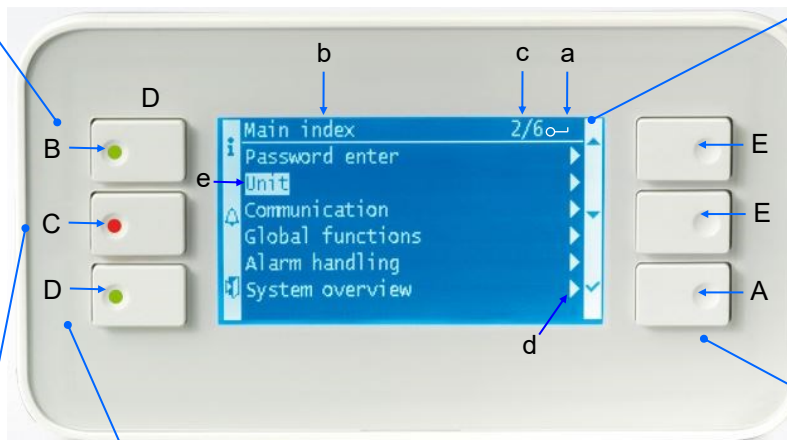 b c a
D
Main index 2/6
B E
Password enter
e Unit
C Communication E
Global functions
Alarm handling
D System overview A
d